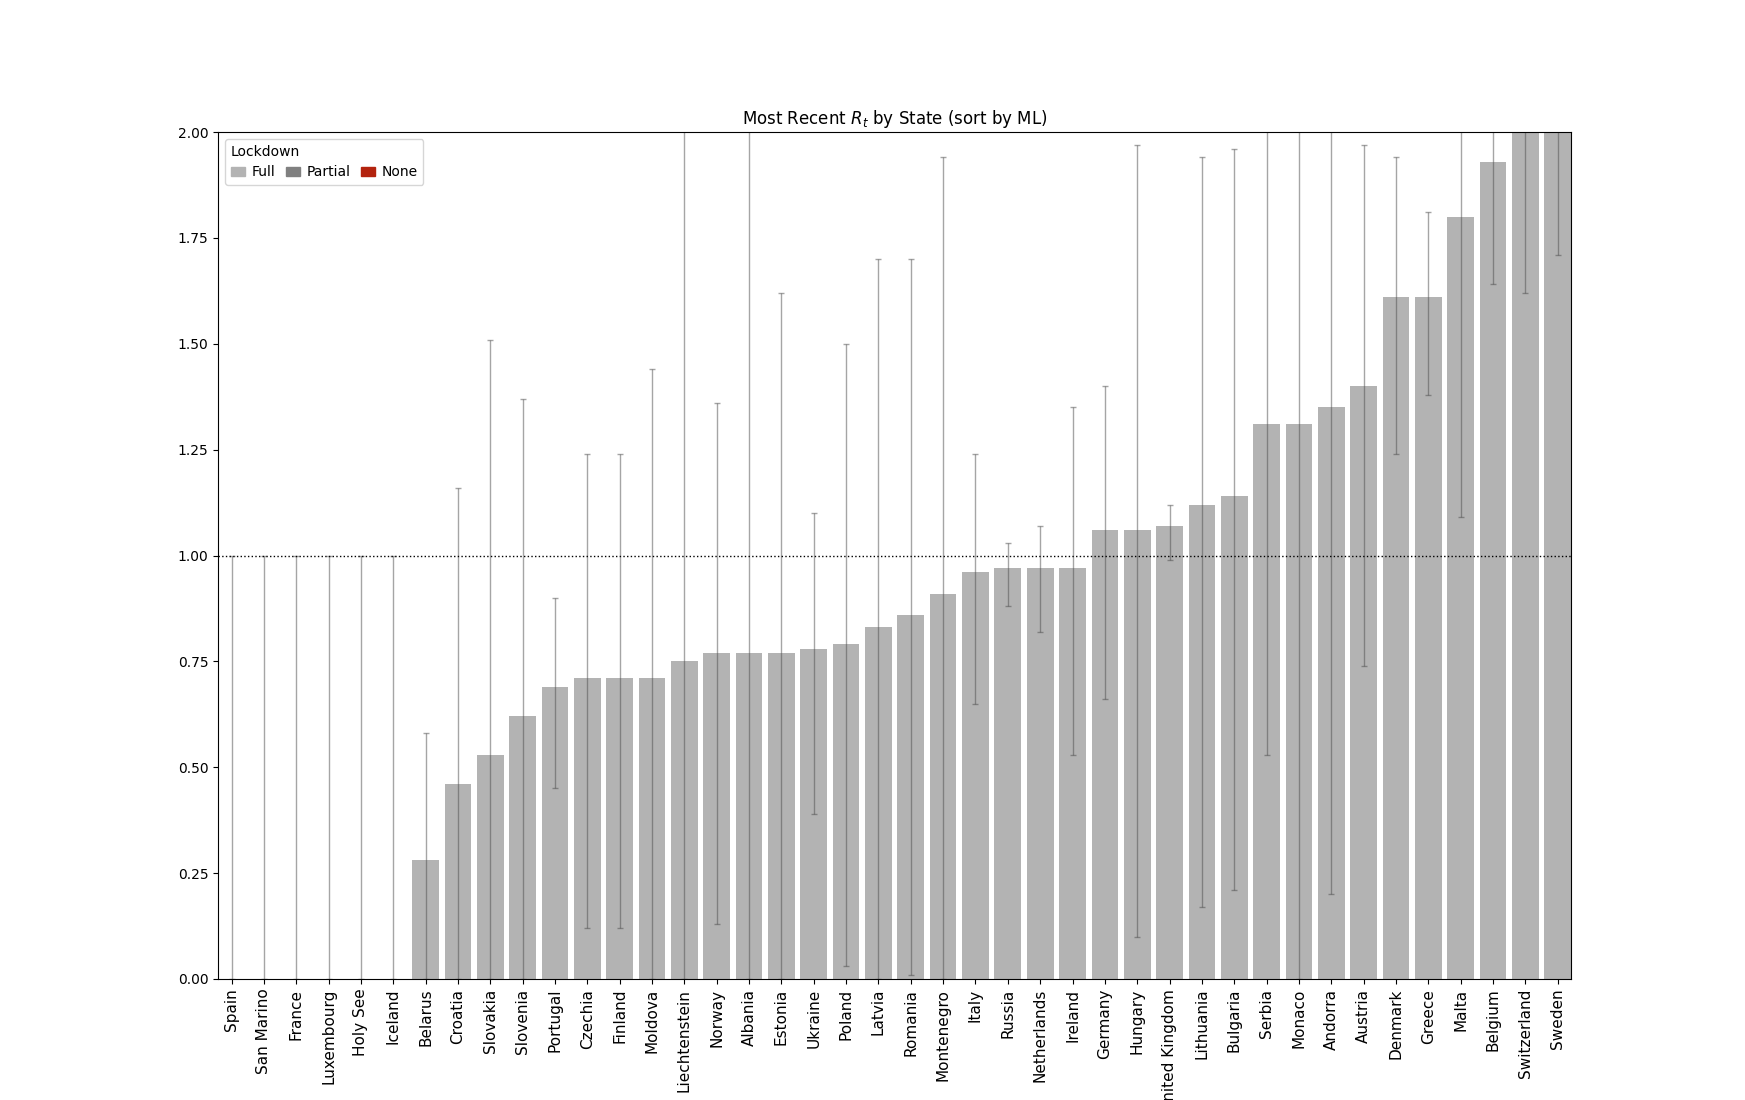 Most Recent Rt by State (sort by ML)
Lockdown
Full Partial None
2.00
1.75
1.50
1.25
1.00
0.75
0.50
0.25
0.00
Spain
San Marino
France
Luxembourg
Holy See
Iceland
Belarus
Croatia
Slovakia
Slovenia
Portugal
Czechia
Finland
Moldova
Liechtenstein
Norway
Albania
Estonia
Ukraine
Poland
Latvia
Romania
Montenegro
Italy
Russia
Netherlands
Ireland
Germany
Hungary
nited Kingdom
Lithuania
Bulgaria
Serbia
Monaco
Andorra
Austria
Denmark
Greece
Malta
Belgium
Switzerland
Sweden